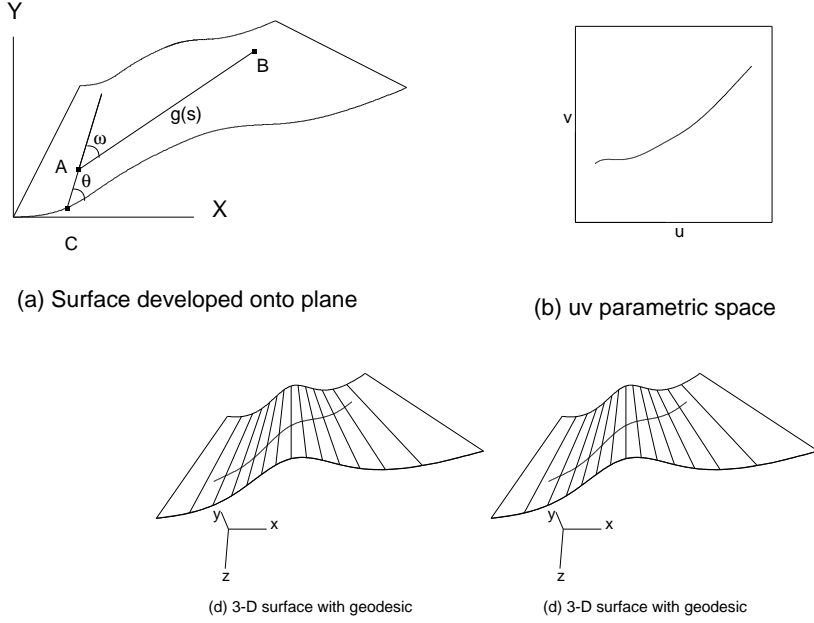 Y
B
g(s)
ω
A
θ
X
C
(a) Surface developed onto plane
v
u
(b) uv parametric space
y
x
z
(d) 3-D surface with geodesic
y
x
z
(d) 3-D surface with geodesic